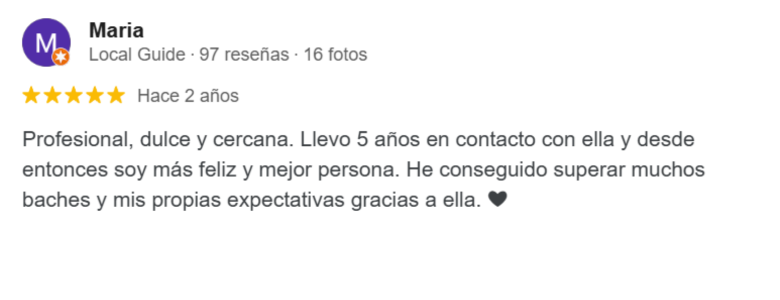 M
Maria
Local Guide · 97 reseñas · 16 fotos
Hace 2 años
Profesional, dulce y cercana. Llevo 5 años en contacto con ella y desde
entonces soy más feliz y mejor persona. He conseguido superar muchos
baches y mis propias expectativas gracias a ella. 🖤